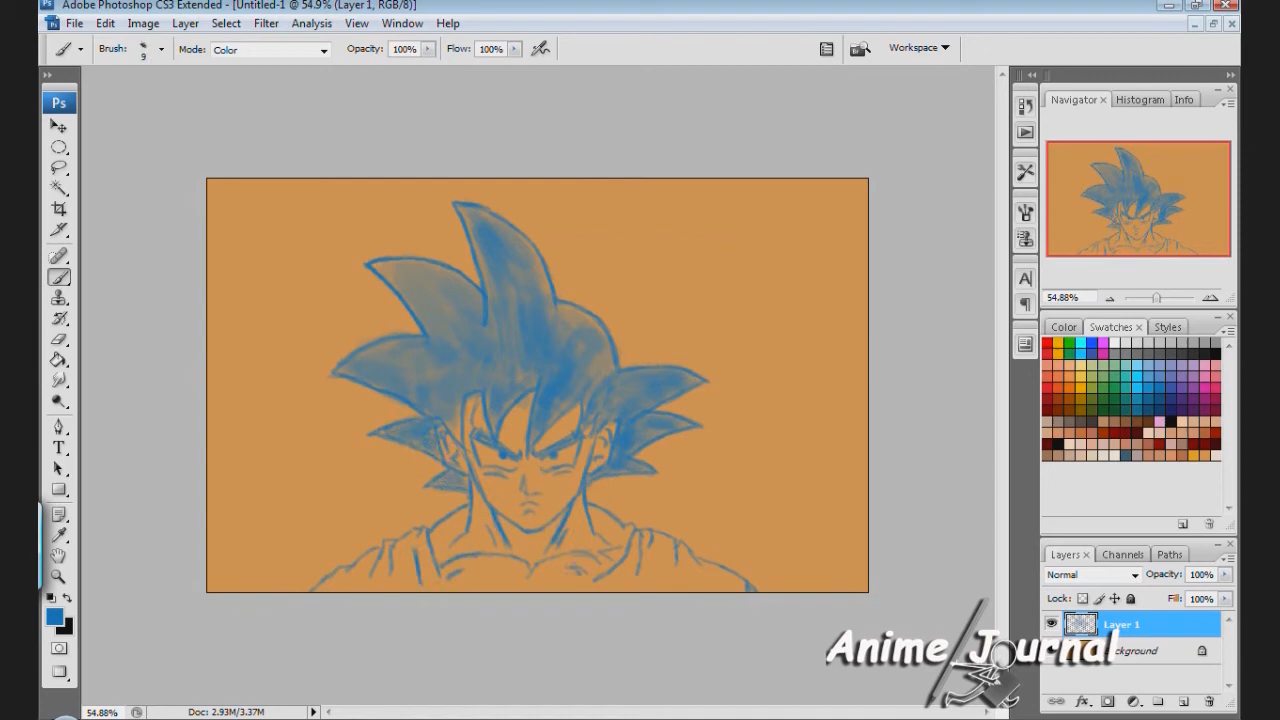 Adobe Photoshop CS3 Extended - [Untitled-1 @ 54.9% (Layer 1, RGB/8)]
File Edit Image Layer Select Filter Analysis View Window Help
Brush: 9 Mode: Color Opacity: 100% Flow: 100% Workspace
Ps
Navigator Histogram Info
54.88%
Color Swatches Styles
Layers Channels Paths
Normal Opacity: 100%
Lock: Fill: 100%
Layer 1
Anime Journal
54.88% Doc: 2.93M/3.37M